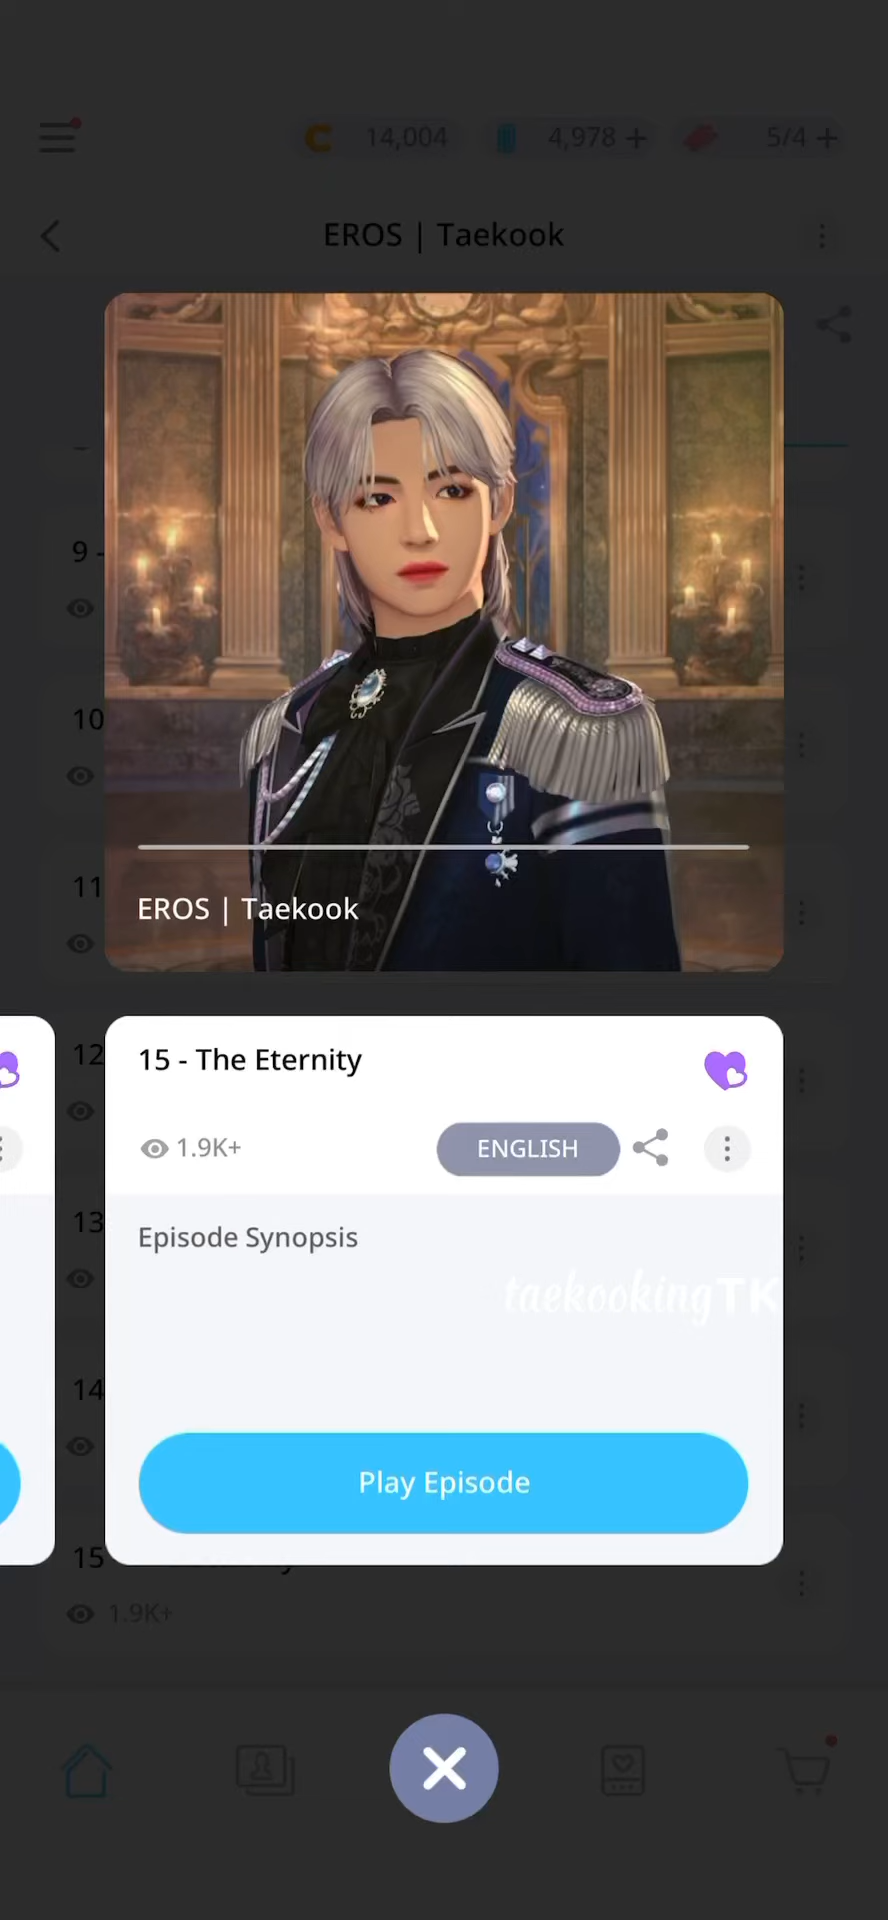 14,004
4,978 +
5/4 +
EROS | Taekook
9 -
10
11
EROS | Taekook
12
15 - The Eternity
1.9K+
ENGLISH
13
Episode Synopsis
taekookingTK
14
Play Episode
15
1.9K+